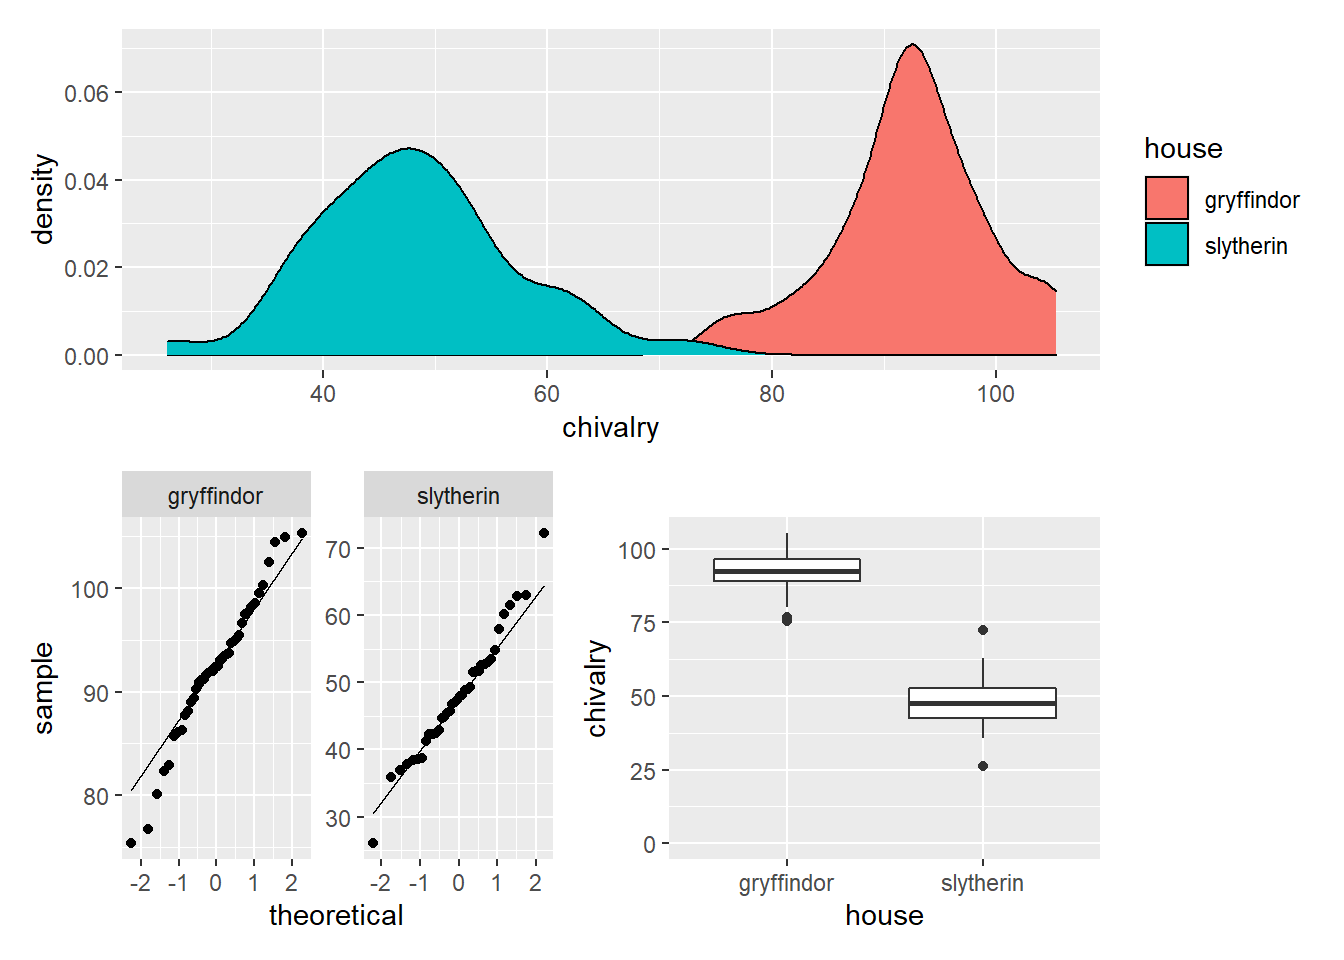 density
0.06
0.04
0.02
0.00
40 60 80 100
chivalry
house
gryffindor
slytherin
gryffindor slytherin
sample
100
90
80
70
60
50
40
30
-2 -1 0 1 2 -2 -1 0 1 2
theoretical
chivalry
100
75
50
25
0
gryffindor slytherin
house